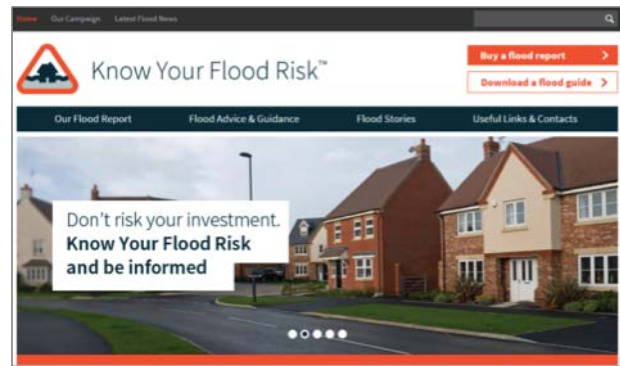 Home Our Campaign Latest Flood News
Know Your Flood Risk™
Buy a flood report >
Download a flood guide >
Our Flood Report Flood Advice & Guidance Flood Stories Useful Links & Contacts
Don't risk your investment.
Know Your Flood Risk
and be informed